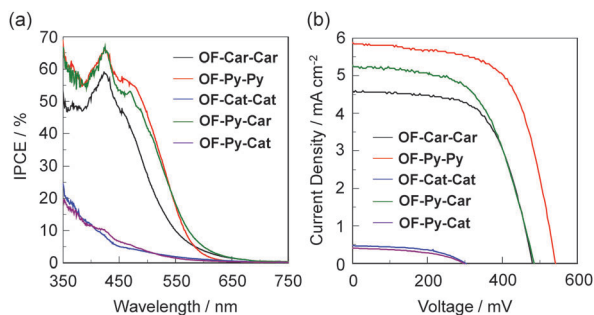 (a)
IPCE / %
70
60
50
40
30
20
10
0
350
450
550
650
750
Wavelength / nm
OF-Car-Car
OF-Py-Py
OF-Cat-Cat
OF-Py-Car
OF-Py-Cat
(b)
Current Density / mA cm⁻²
6
5
4
3
2
1
0
0
200
400
600
Voltage / mV
OF-Car-Car
OF-Py-Py
OF-Cat-Cat
OF-Py-Car
OF-Py-Cat